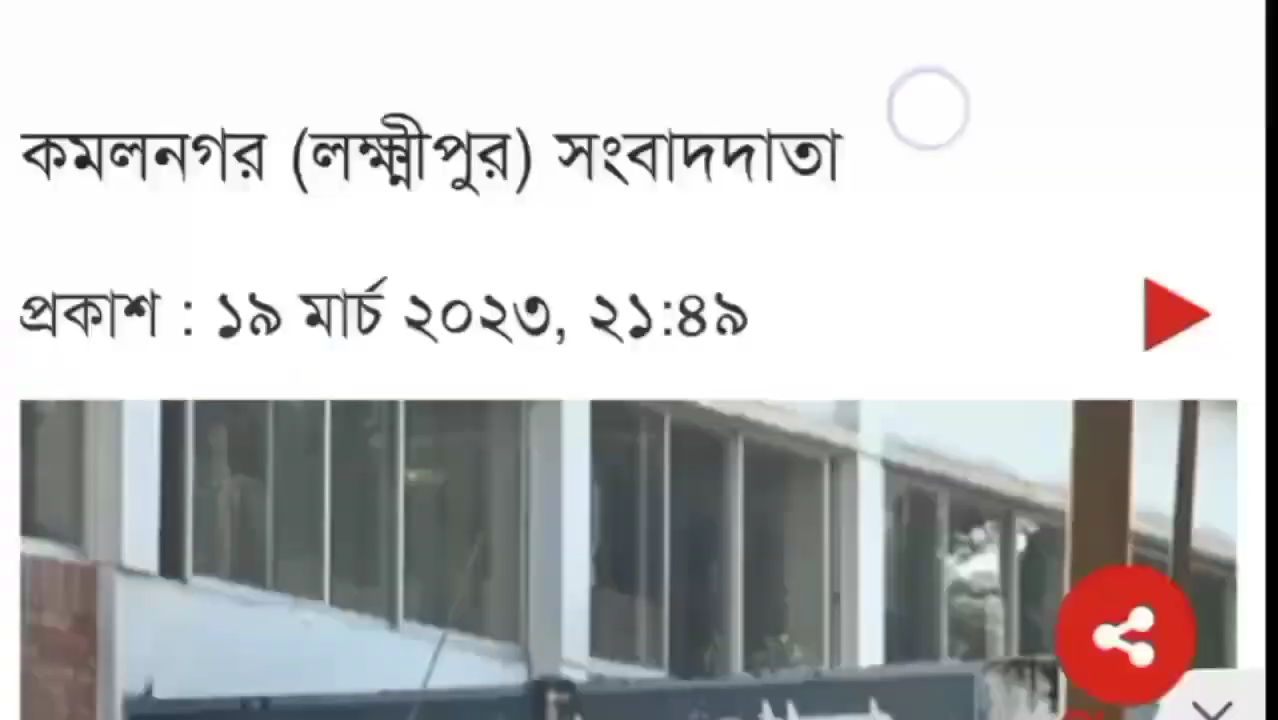 কমলনগর (লক্ষ্মীপুর) সংবাদদাতা
প্রকাশ : ১৯ মার্চ ২০২৩, ২১:৪৯